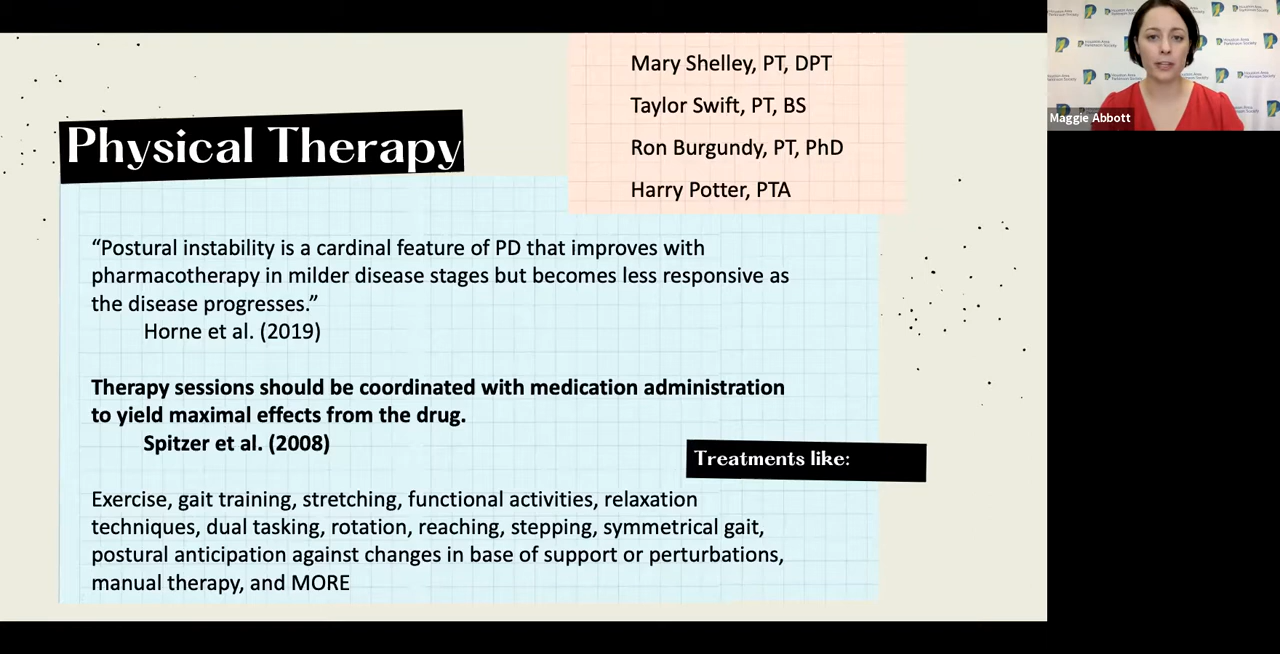 Mary Shelley, PT, DPT
Taylor Swift, PT, BS
Ron Burgundy, PT, PhD
Harry Potter, PTA
Physical Therapy
“Postural instability is a cardinal feature of PD that improves with
pharmacotherapy in milder disease stages but becomes less responsive as
the disease progresses.”
Horne et al. (2019)
Therapy sessions should be coordinated with medication administration
to yield maximal effects from the drug.
Spitzer et al. (2008)
Treatments like:
Exercise, gait training, stretching, functional activities, relaxation
techniques, dual tasking, rotation, reaching, stepping, symmetrical gait,
postural anticipation against changes in base of support or perturbations,
manual therapy, and MORE
Maggie Abbott
Houston Area
Parkinson Society